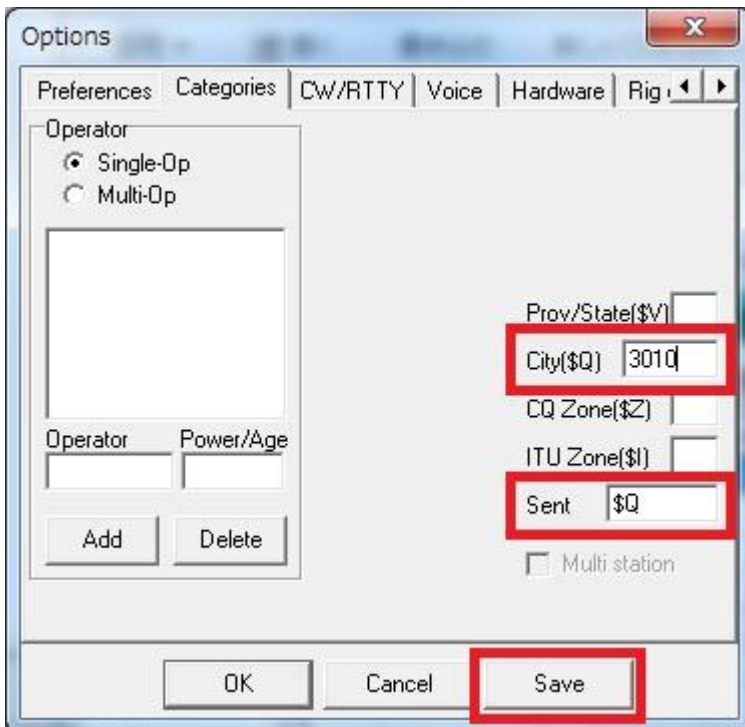 Options
Preferences Categories CW/RTTY Voice Hardware Rig
Operator
Single-Op
Multi-Op
Prov/State($V)
City($Q) 3010
CQ Zone($Z)
Operator Power/Age
ITU Zone($I)
Sent $Q
Add Delete
Multi station
OK Cancel Save